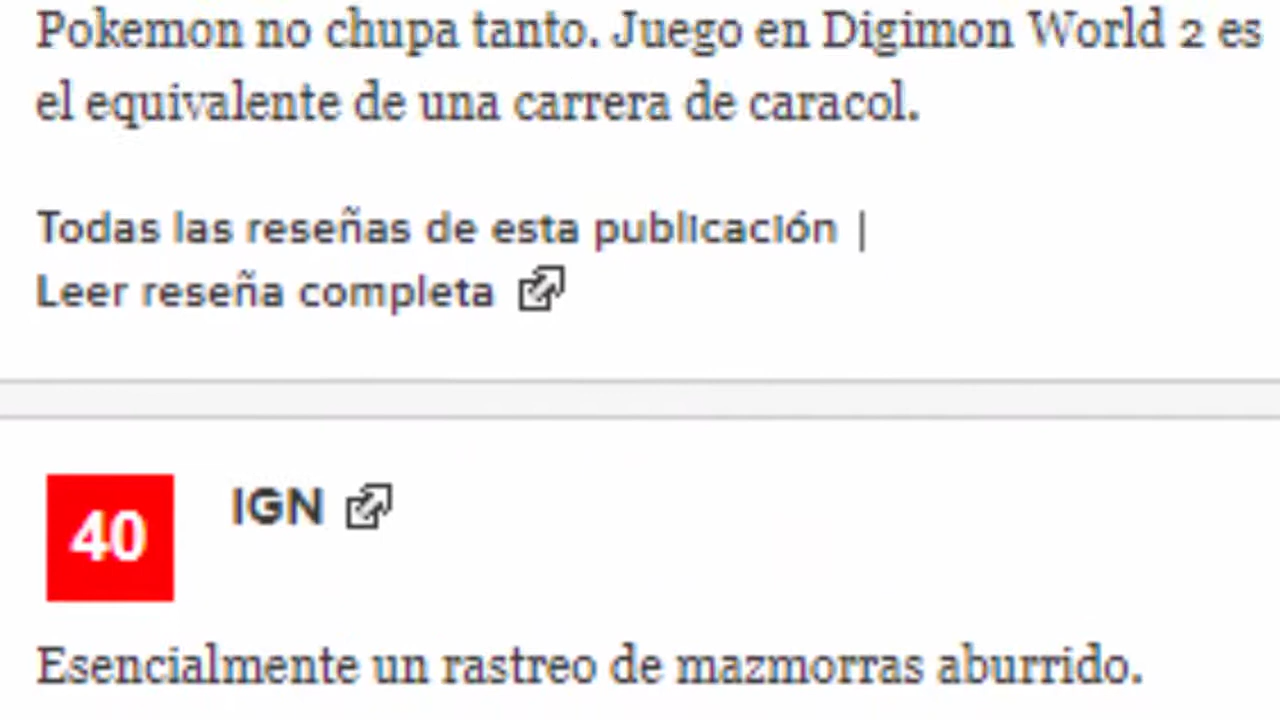 Pokemon no chupa tanto. Juego en Digimon World 2 es
el equivalente de una carrera de caracol.
Todas las reseñas de esta publicación |
Leer reseña completa
40
IGN
Esencialmente un rastreo de mazmorras aburrido.